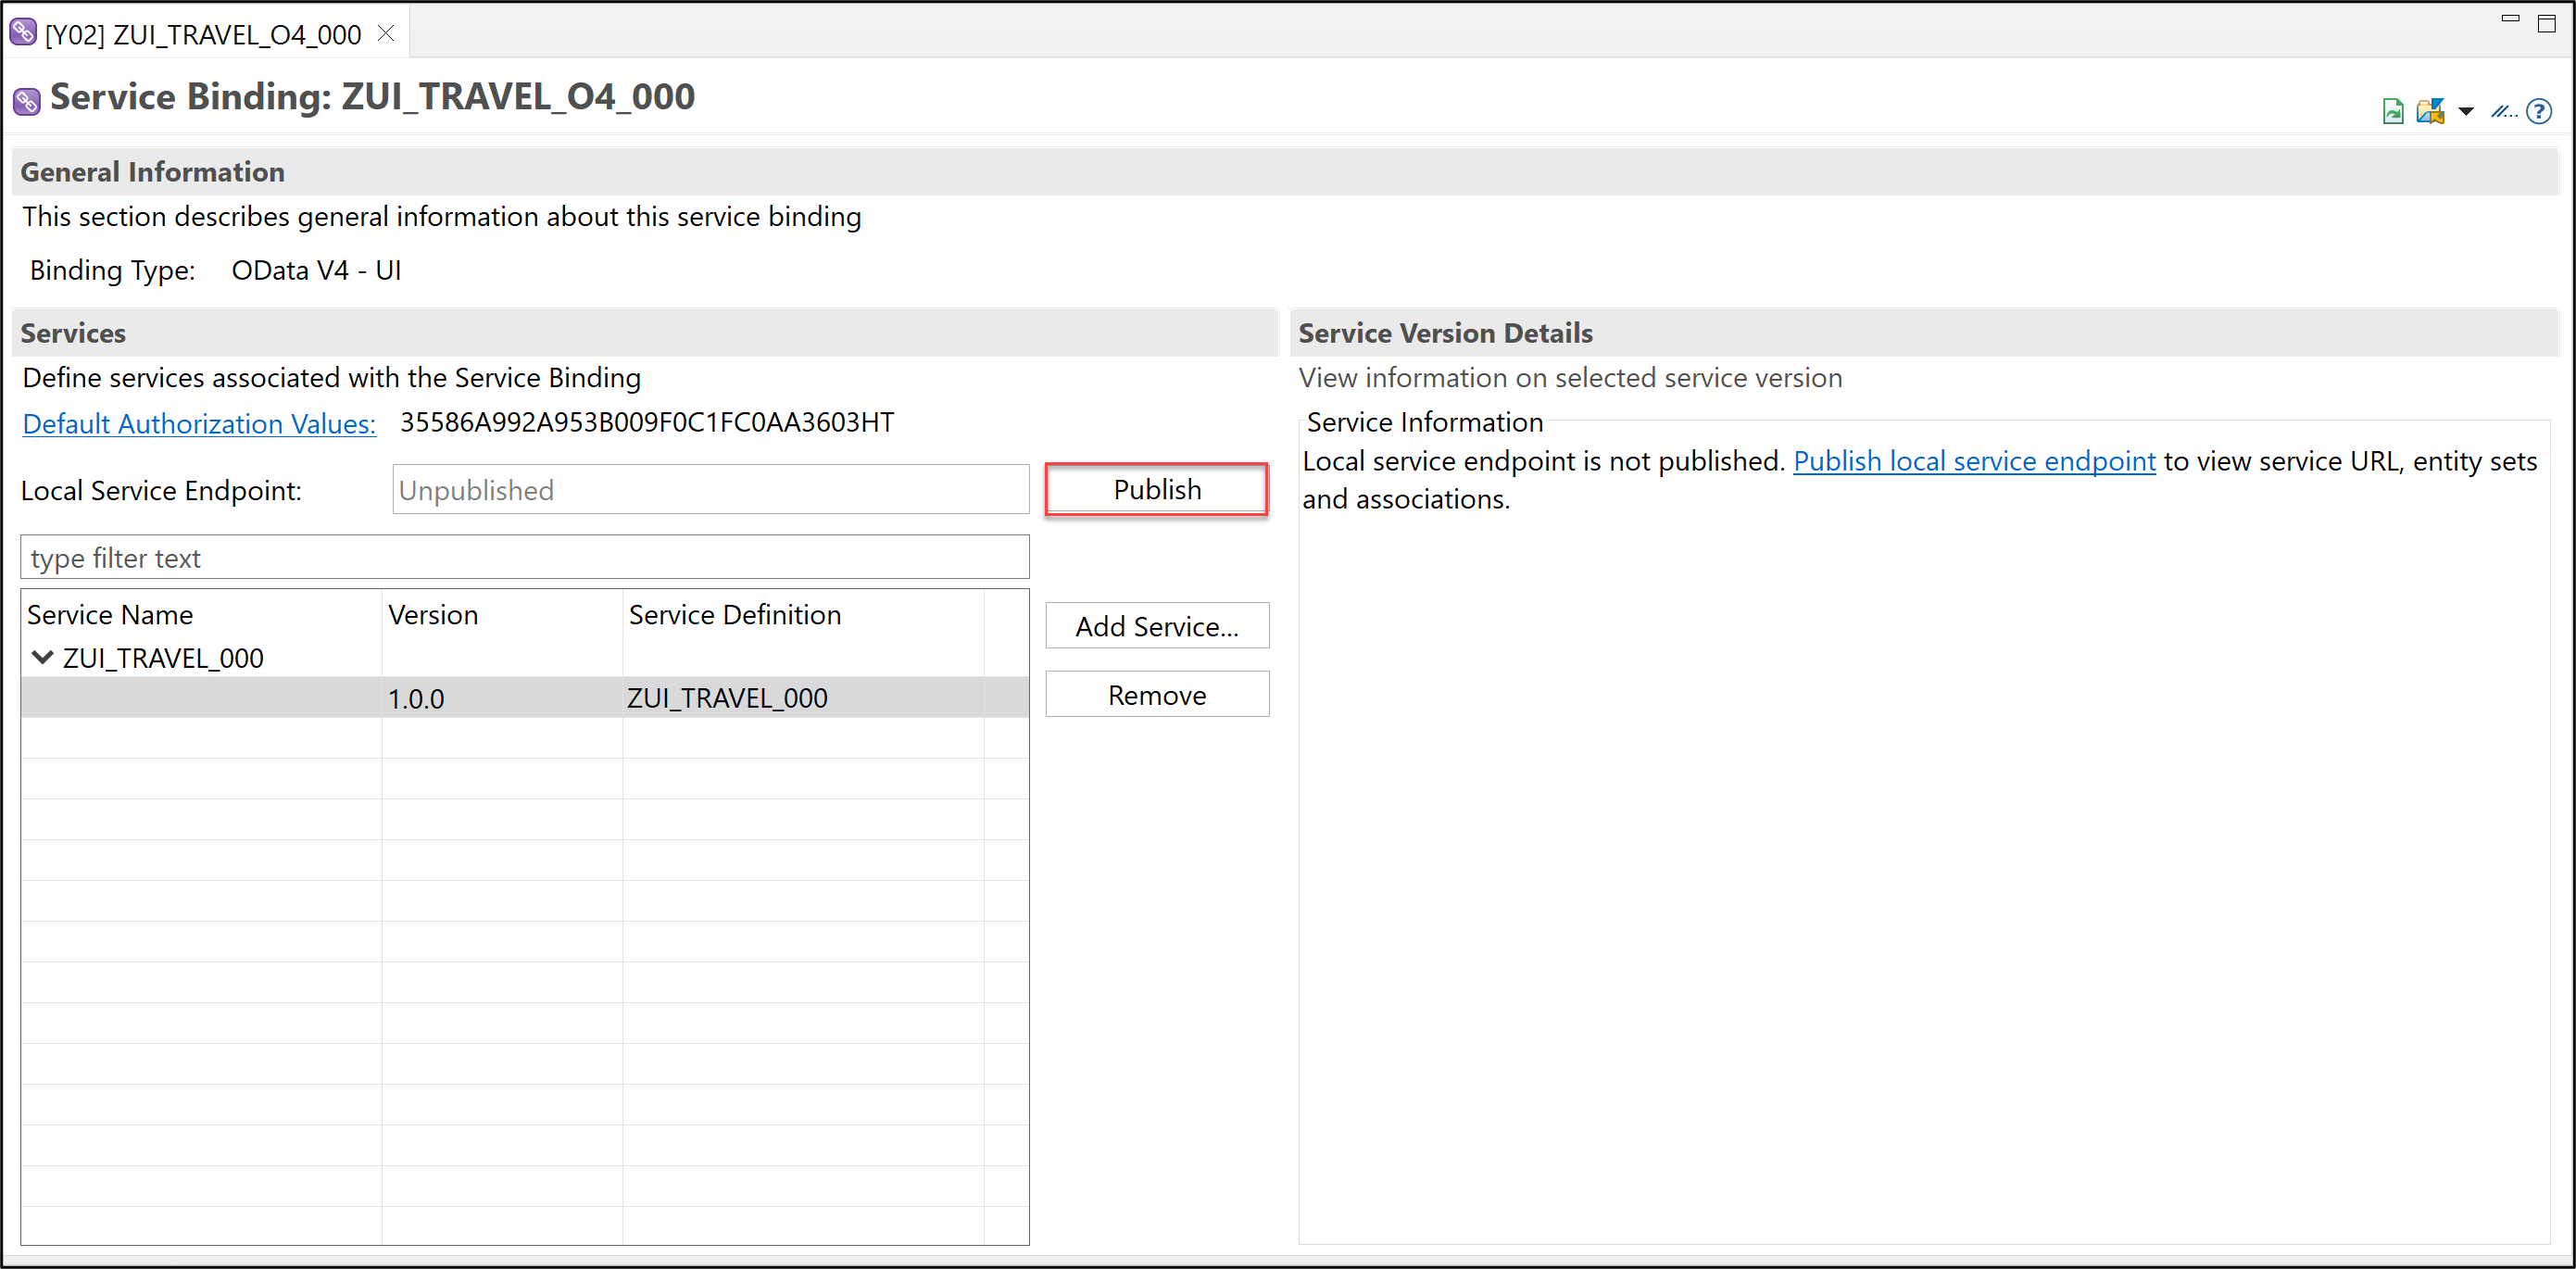 [Y02] ZUI_TRAVEL_O4_000
Service Binding: ZUI_TRAVEL_O4_000
General Information
This section describes general information about this service binding
Binding Type: OData V4 - UI
Services
Define services associated with the Service Binding
Default Authorization Values: 35586A992A953B009F0C1FC0AA3603HT
Local Service Endpoint: Unpublished Publish
type filter text
Service Name Version Service Definition
ZUI_TRAVEL_000
1.0.0 ZUI_TRAVEL_000
Add Service...
Remove
Service Version Details
View information on selected service version
Service Information
Local service endpoint is not published. Publish local service endpoint to view service URL, entity sets
and associations.